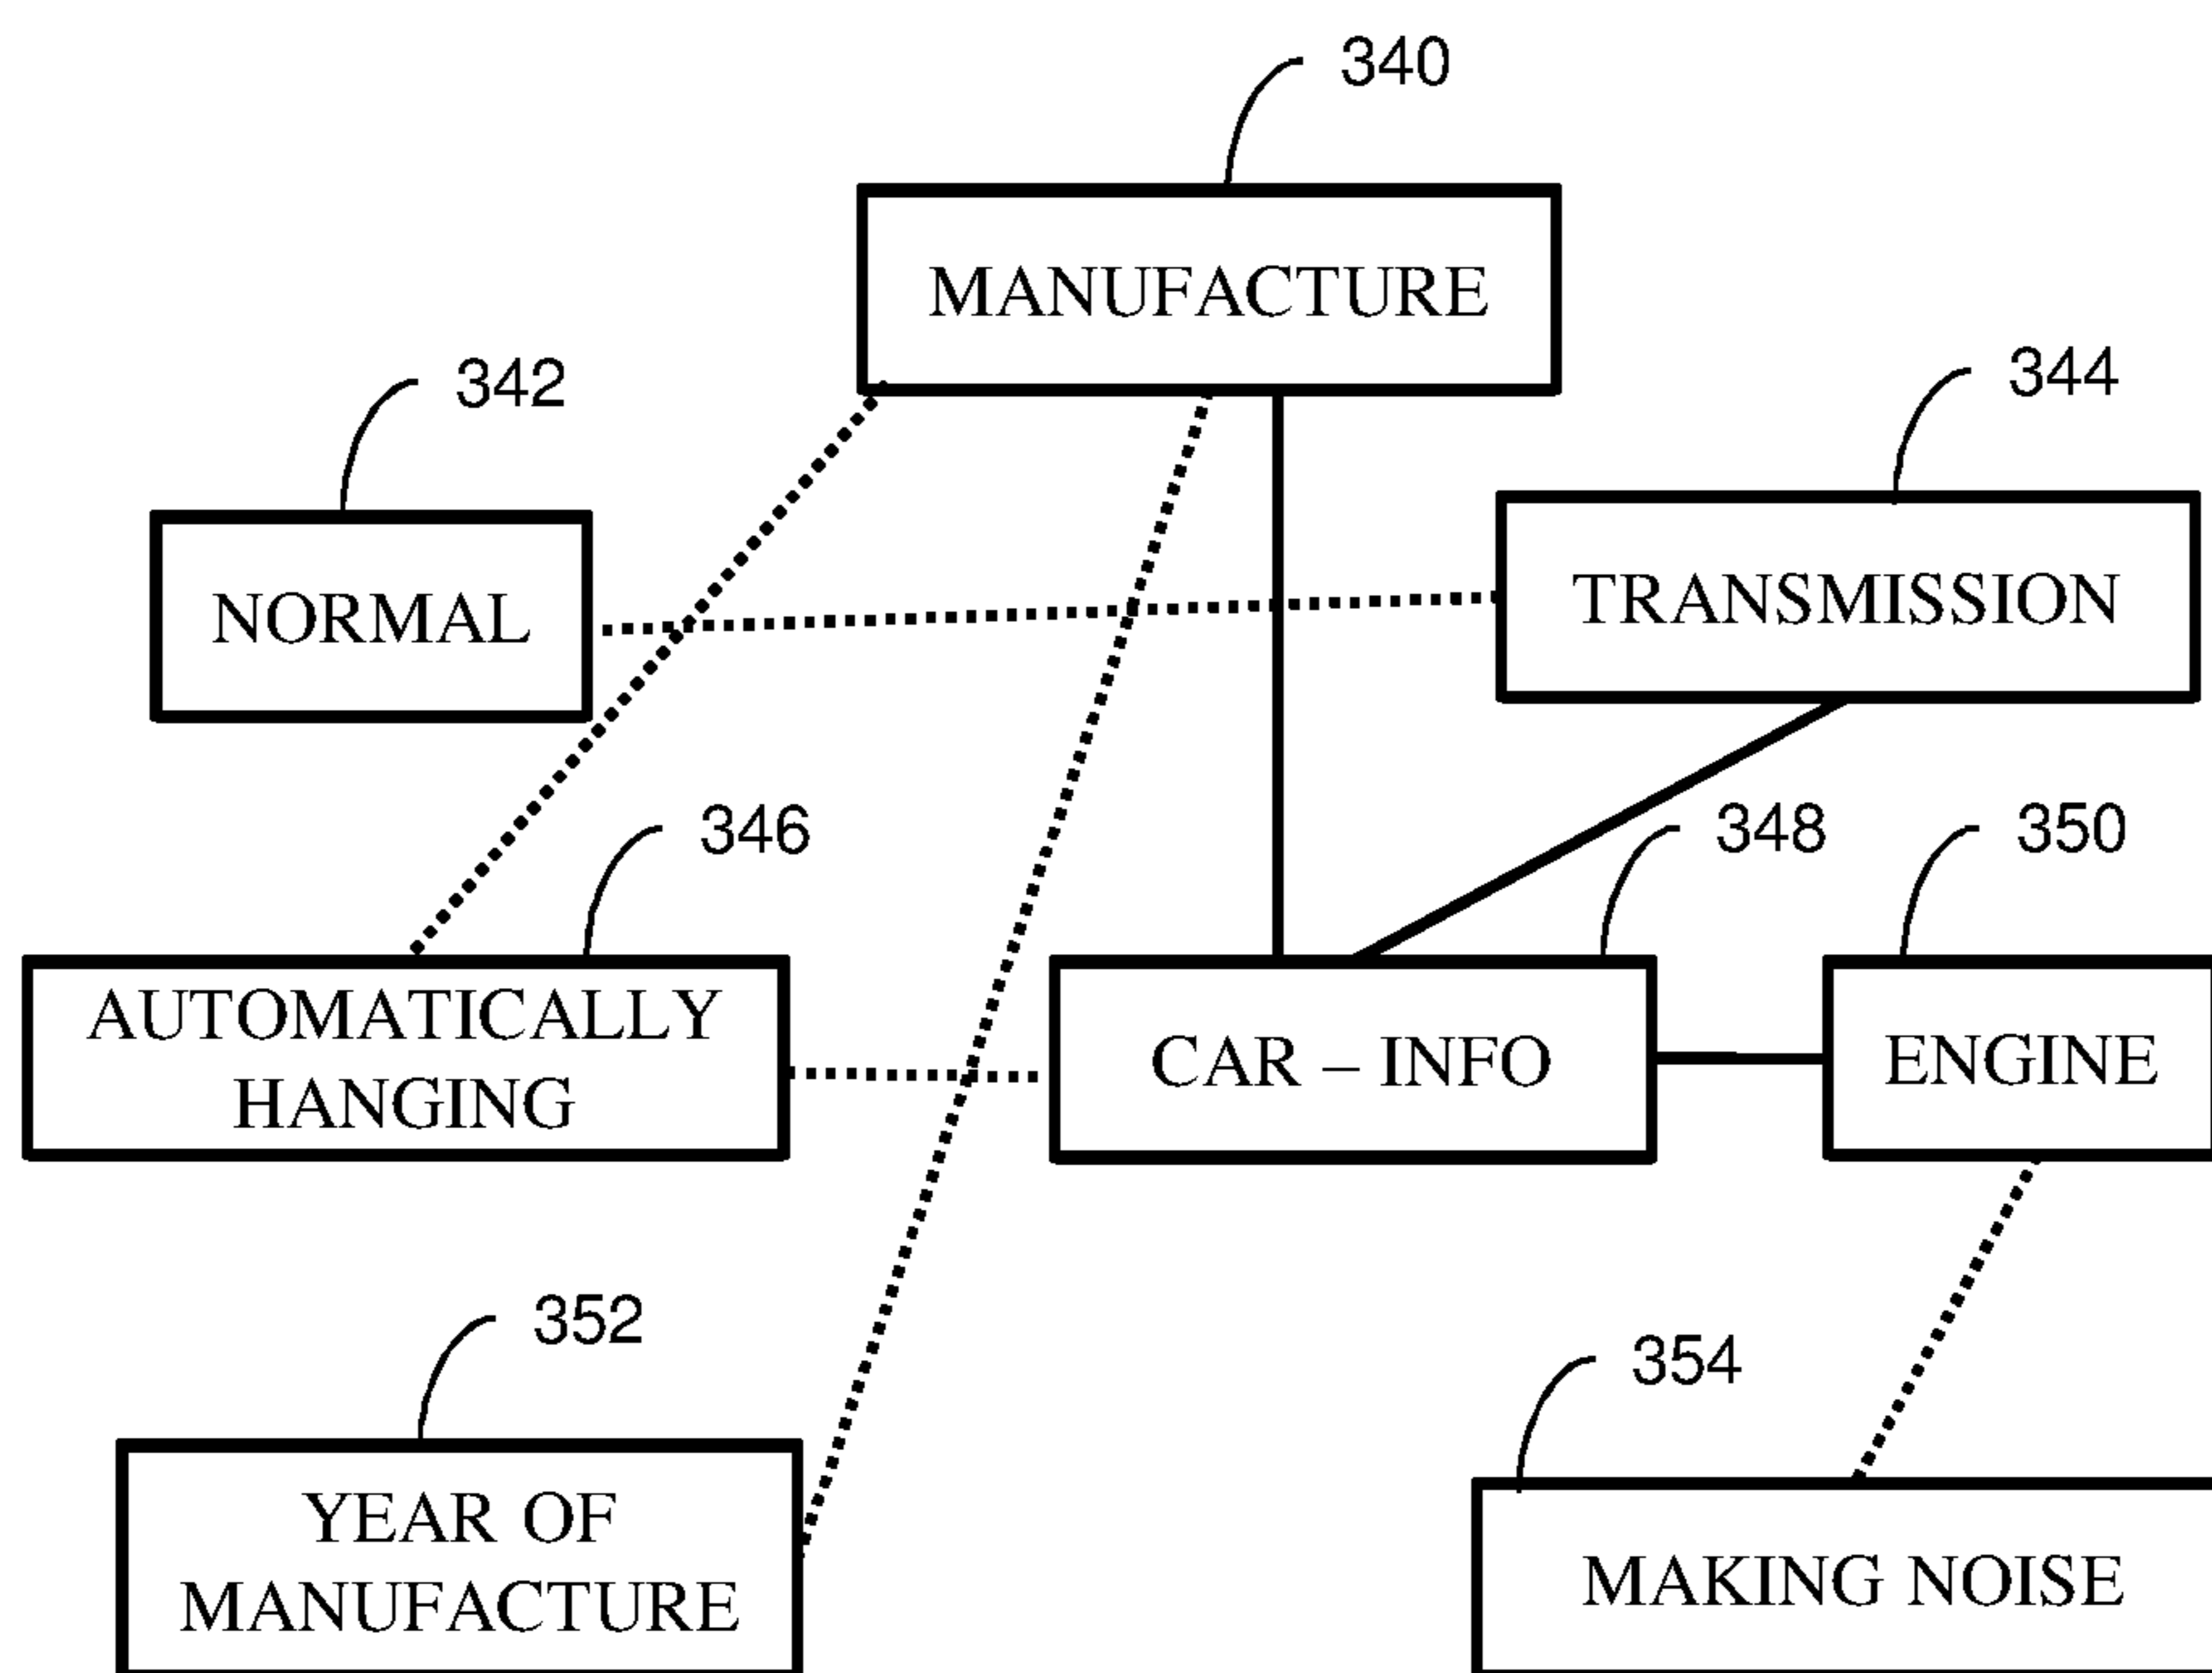 340
MANUFACTURE
342
344
NORMAL
TRANSMISSION
346
348
350
AUTOMATICALLY
HANGING
CAR – INFO
ENGINE
352
354
YEAR OF
MANUFACTURE
MAKING NOISE